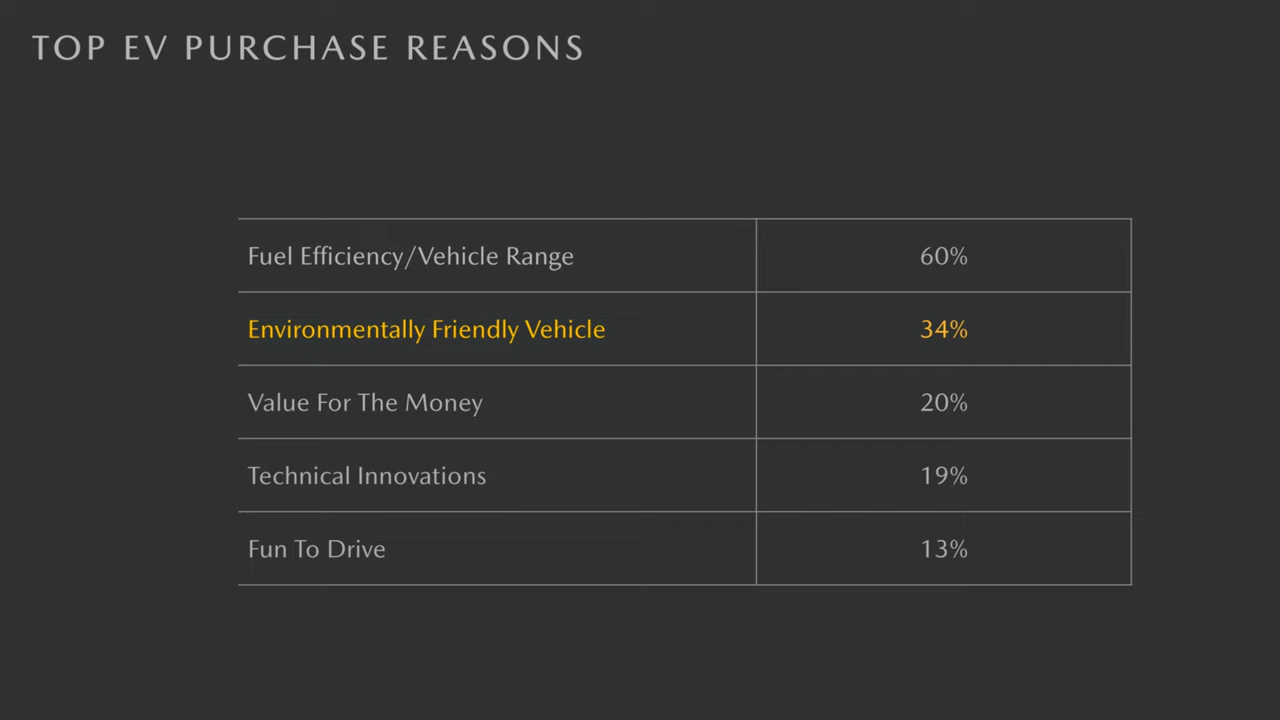 TOP EV PURCHASE REASONS
Fuel Efficiency/Vehicle Range 60%
Environmentally Friendly Vehicle 34%
Value For The Money 20%
Technical Innovations 19%
Fun To Drive 13%